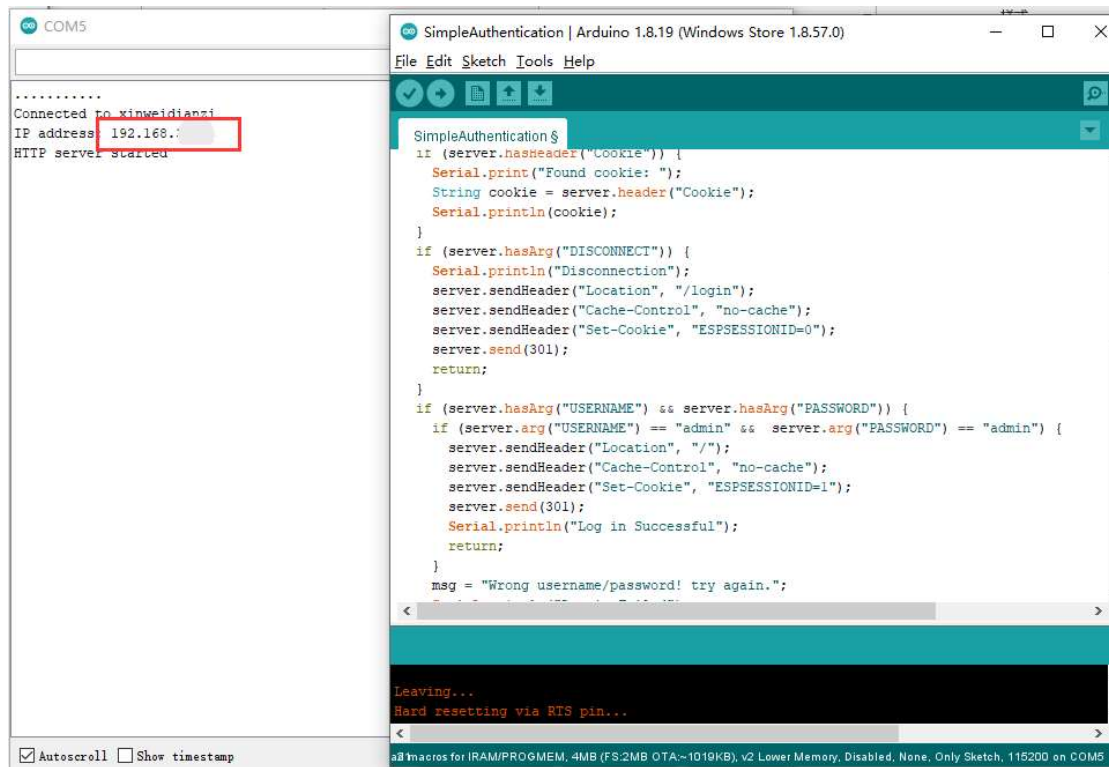 COM5
...........
Connected to xinweidianzi
IP address: 192.168.
HTTP server started
Autoscroll
Show timestamp
SimpleAuthentication | Arduino 1.8.19 (Windows Store 1.8.57.0)
File Edit Sketch Tools Help
SimpleAuthentication §
if (server.hasHeader("Cookie")) {
Serial.print("Found cookie: ");
String cookie = server.header("Cookie");
Serial.println(cookie);
}
if (server.hasArg("DISCONNECT")) {
Serial.println("Disconnection");
server.sendHeader("Location", "/login");
server.sendHeader("Cache-Control", "no-cache");
server.sendHeader("Set-Cookie", "ESPSESSIONID=0");
server.send(301);
return;
}
if (server.hasArg("USERNAME") && server.hasArg("PASSWORD")) {
if (server.arg("USERNAME") == "admin" &&  server.arg("PASSWORD") == "admin") {
server.sendHeader("Location", "/");
server.sendHeader("Cache-Control", "no-cache");
server.sendHeader("Set-Cookie", "ESPSESSIONID=1");
server.send(301);
Serial.println("Log in Successful");
return;
}
msg = "Wrong username/password! try again.";
Leaving...
Hard resetting via RTS pin...
macros for IRAM/PROGMEM, 4MB (FS:2MB OTA:~1019KB), v2 Lower Memory, Disabled, None, Only Sketch, 115200 on COM5